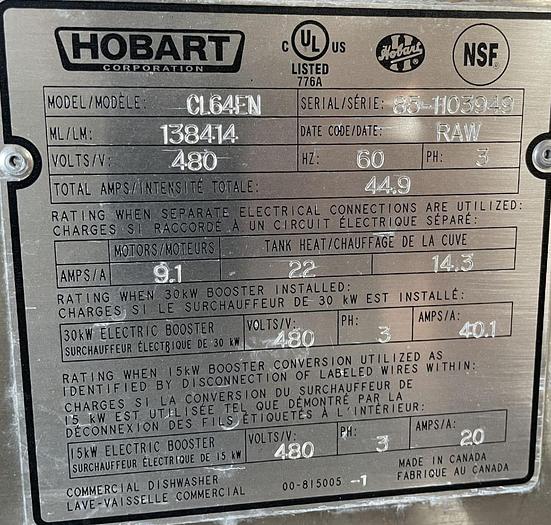 HOBART
CORPORATION
C UL US
LISTED
776A
Hobart
NSF
MODEL/MODÈLE: CL64EN SERIAL/SÉRIE: 85-1103949
ML/LM: 138414 DATE CODE/DATE: RAW
VOLTS/V: 480 HZ: 60 PH: 3
TOTAL AMPS/INTENSITÉ TOTALE: 44.9
RATING WHEN SEPARATE ELECTRICAL CONNECTIONS ARE UTILIZED:
CHARGES SI RACCORDÉ À UN CIRCUIT ÉLECTRIQUE SÉPARÉ:
MOTORS/MOTEURS TANK HEAT/CHAUFFAGE DE LA CUVE
AMPS/A 9.1 22 14.3
RATING WHEN 30kW BOOSTER INSTALLED:
CHARGES SI LE SURCHAUFFEUR DE 30 kW EST INSTALLÉ:
30kW ELECTRIC BOOSTER VOLTS/V: 480 PH: 3 AMPS/A: 40.1
SURCHAUFFEUR ÉLECTRIQUE DE 30 kW
RATING WHEN 15kW BOOSTER CONVERSION UTILIZED AS
IDENTIFIED BY DISCONNECTION OF LABELED WIRES WITHIN:
CHARGES SI LA CONVERSION DU SURCHAUFFEUR DE
15 kW EST UTILISÉE TEL QUE DÉMONTRÉ PAR LA
DÉCONNEXION DES FILS ÉTIQUETÉS À L'INTÉRIEUR:
15kW ELECTRIC BOOSTER VOLTS/V: 480 PH: 3 AMPS/A: 20
SURCHAUFFEUR ÉLECTRIQUE DE 15 kW
COMMERCIAL DISHWASHER MADE IN CANADA
LAVE-VAISSELLE COMMERCIAL 00-815005 -1 FABRIQUE AU CANADA